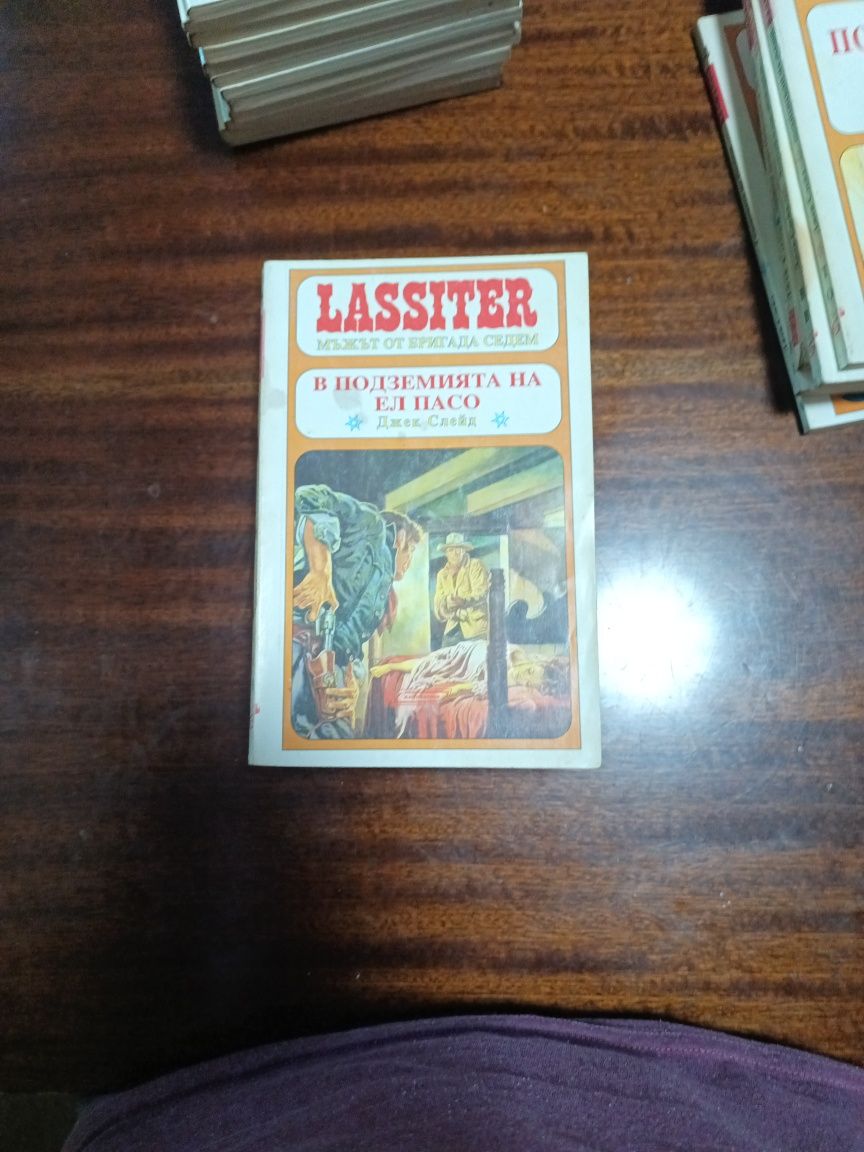 LASSITER
МЪЖЪТ ОТ БРИГАДА СЕДЕМ
В ПОДЗЕМИЯТА НА
ЕЛ ПАСО
Джек Слейд